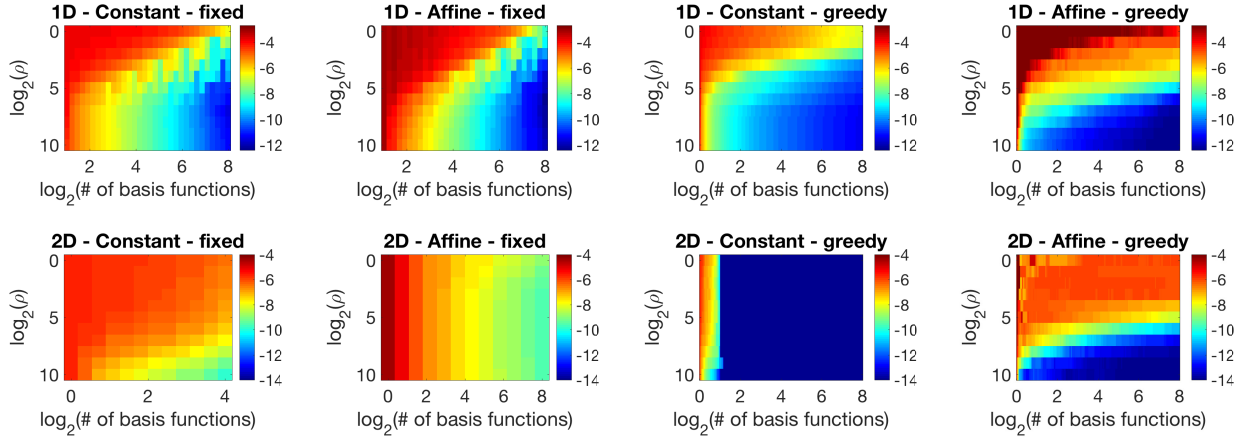 1D - Constant - fixed
0
5
10
log₂(ρ)
2 4 6 8
log₂(# of basis functions)
-4
-6
-8
-10
-12
1D - Affine - fixed
0
5
10
log₂(ρ)
2 4 6 8
log₂(# of basis functions)
-4
-6
-8
-10
-12
1D - Constant - greedy
0
5
10
log₂(ρ)
0 2 4 6 8
log₂(# of basis functions)
-4
-6
-8
-10
-12
1D - Affine - greedy
0
5
10
log₂(ρ)
0 2 4 6 8
log₂(# of basis functions)
-4
-6
-8
-10
-12
2D - Constant - fixed
0
5
10
log₂(ρ)
0 2 4
log₂(# of basis functions)
-4
-6
-8
-10
-12
-14
2D - Affine - fixed
0
5
10
log₂(ρ)
0 2 4 6 8
log₂(# of basis functions)
-4
-6
-8
-10
-12
-14
2D - Constant - greedy
0
5
10
log₂(ρ)
0 2 4 6 8
log₂(# of basis functions)
-4
-6
-8
-10
-12
-14
2D - Affine - greedy
0
5
10
log₂(ρ)
0 2 4 6 8
log₂(# of basis functions)
-4
-6
-8
-10
-12
-14